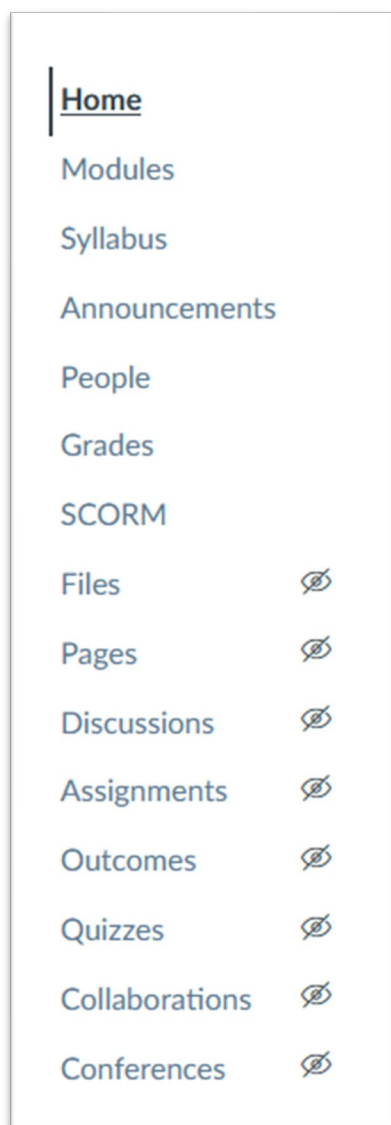 Home
Modules
Syllabus
Announcements
People
Grades
SCORM
Files
Pages
Discussions
Assignments
Outcomes
Quizzes
Collaborations
Conferences